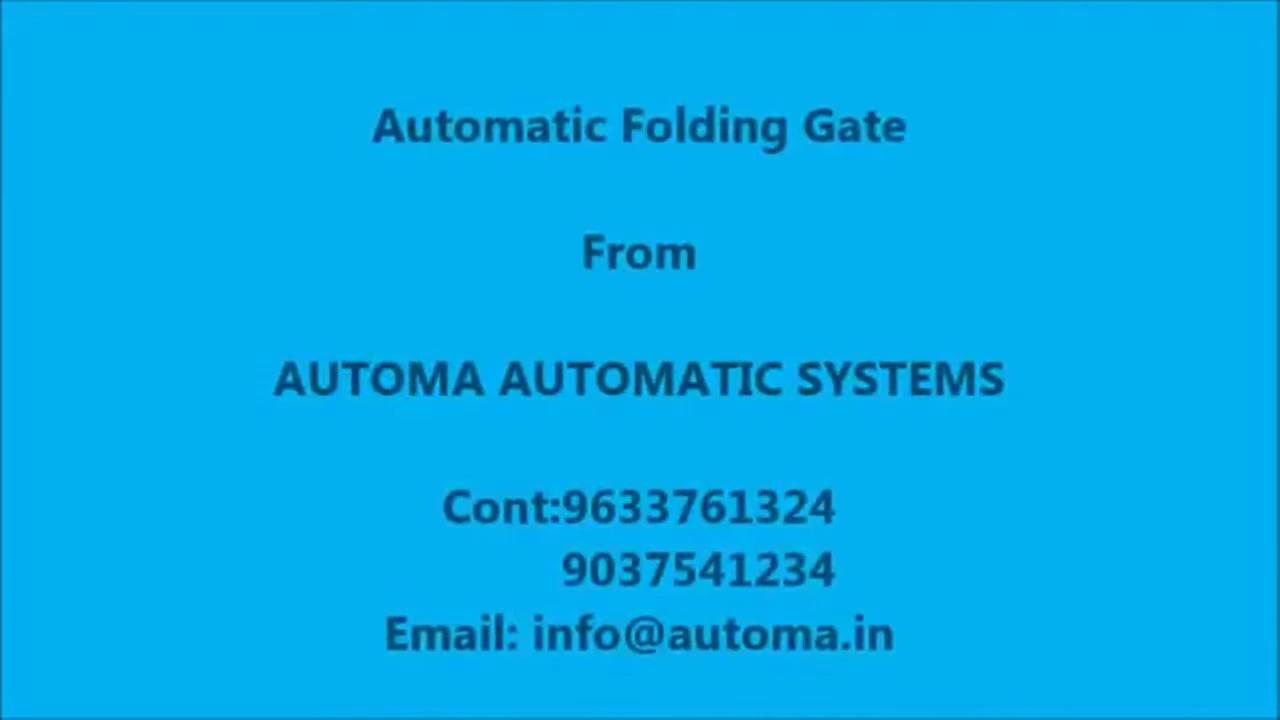 Automatic Folding Gate
From
AUTOMA AUTOMATIC SYSTEMS
Cont:9633761324
9037541234
Email: info@automa.in